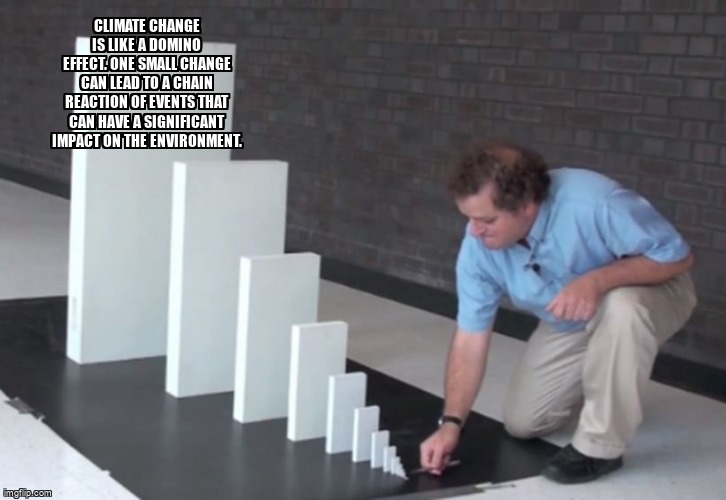 CLIMATE CHANGE
IS LIKE A DOMINO
EFFECT. ONE SMALL CHANGE
CAN LEAD TO A CHAIN
REACTION OF EVENTS THAT
CAN HAVE A SIGNIFICANT
IMPACT ON THE ENVIRONMENT.
imgflip.com